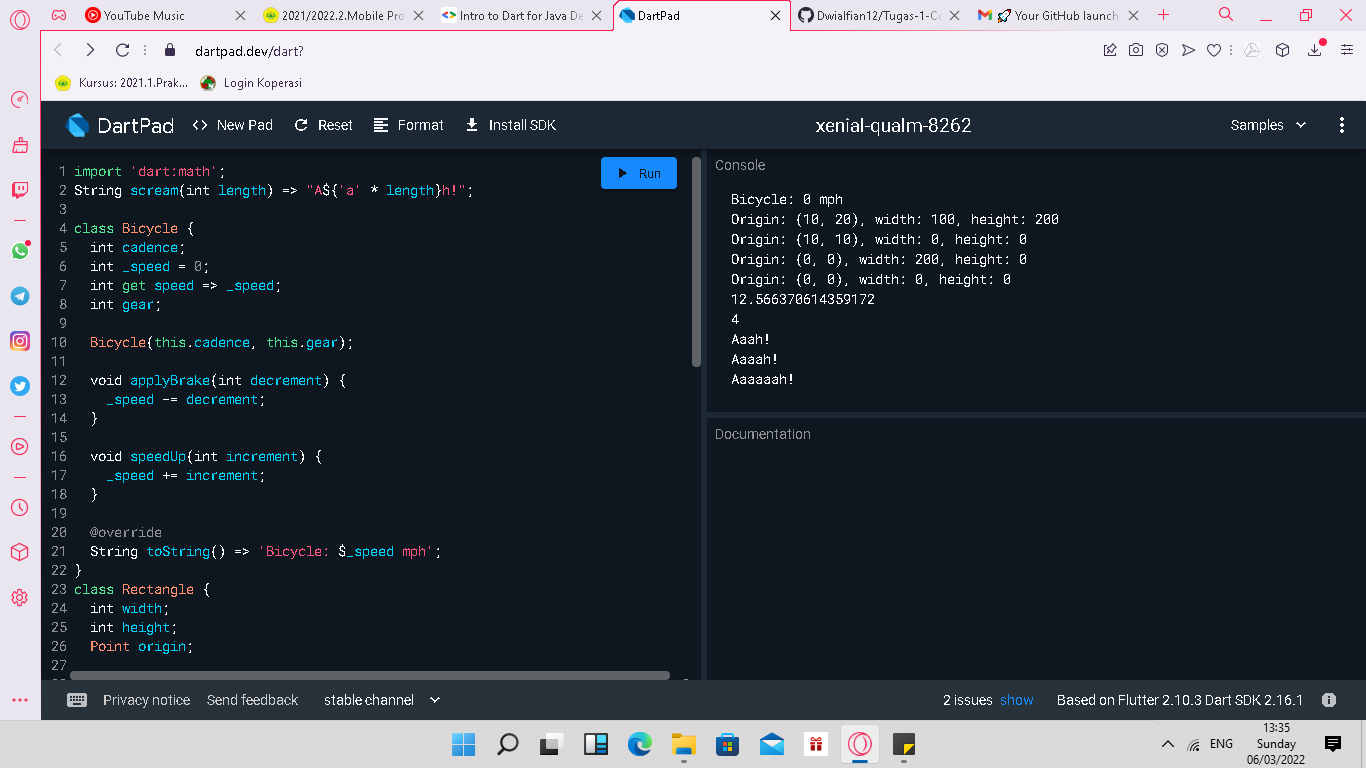 YouTube Music
2021/2022.2.Mobile Pro
Intro to Dart for Java De
DartPad
Dwialfian12/Tugas-1-Co
Your GitHub launch
dartpad.dev/dart?
Kursus: 2021.1.Prak...
Login Koperasi
DartPad
<> New Pad
Reset
Format
Install SDK
xenial-qualm-8262
Samples
1 import 'dart:math';
2 String scream(int length) => "A${'a' * length}h!";
3
4 class Bicycle {
5 int cadence;
6 int _speed = 0;
7 int get speed => _speed;
8 int gear;
9
10 Bicycle(this.cadence, this.gear);
11
12 void applyBrake(int decrement) {
13 _speed -= decrement;
14 }
15
16 void speedUp(int increment) {
17 _speed += increment;
18 }
19
20 @override
21 String toString() => 'Bicycle: $_speed mph';
22 }
23 class Rectangle {
24 int width;
25 int height;
26 Point origin;
27
Run
Console
Bicycle: 0 mph
Origin: (10, 20), width: 100, height: 200
Origin: (10, 10), width: 0, height: 0
Origin: (0, 0), width: 200, height: 0
Origin: (0, 0), width: 0, height: 0
12.566370614359172
4
Aaah!
Aaaah!
Aaaaaah!
Documentation
Privacy notice
Send feedback
stable channel
2 issues show
Based on Flutter 2.10.3 Dart SDK 2.16.1
ENG
13:35
Sunday
06/03/2022